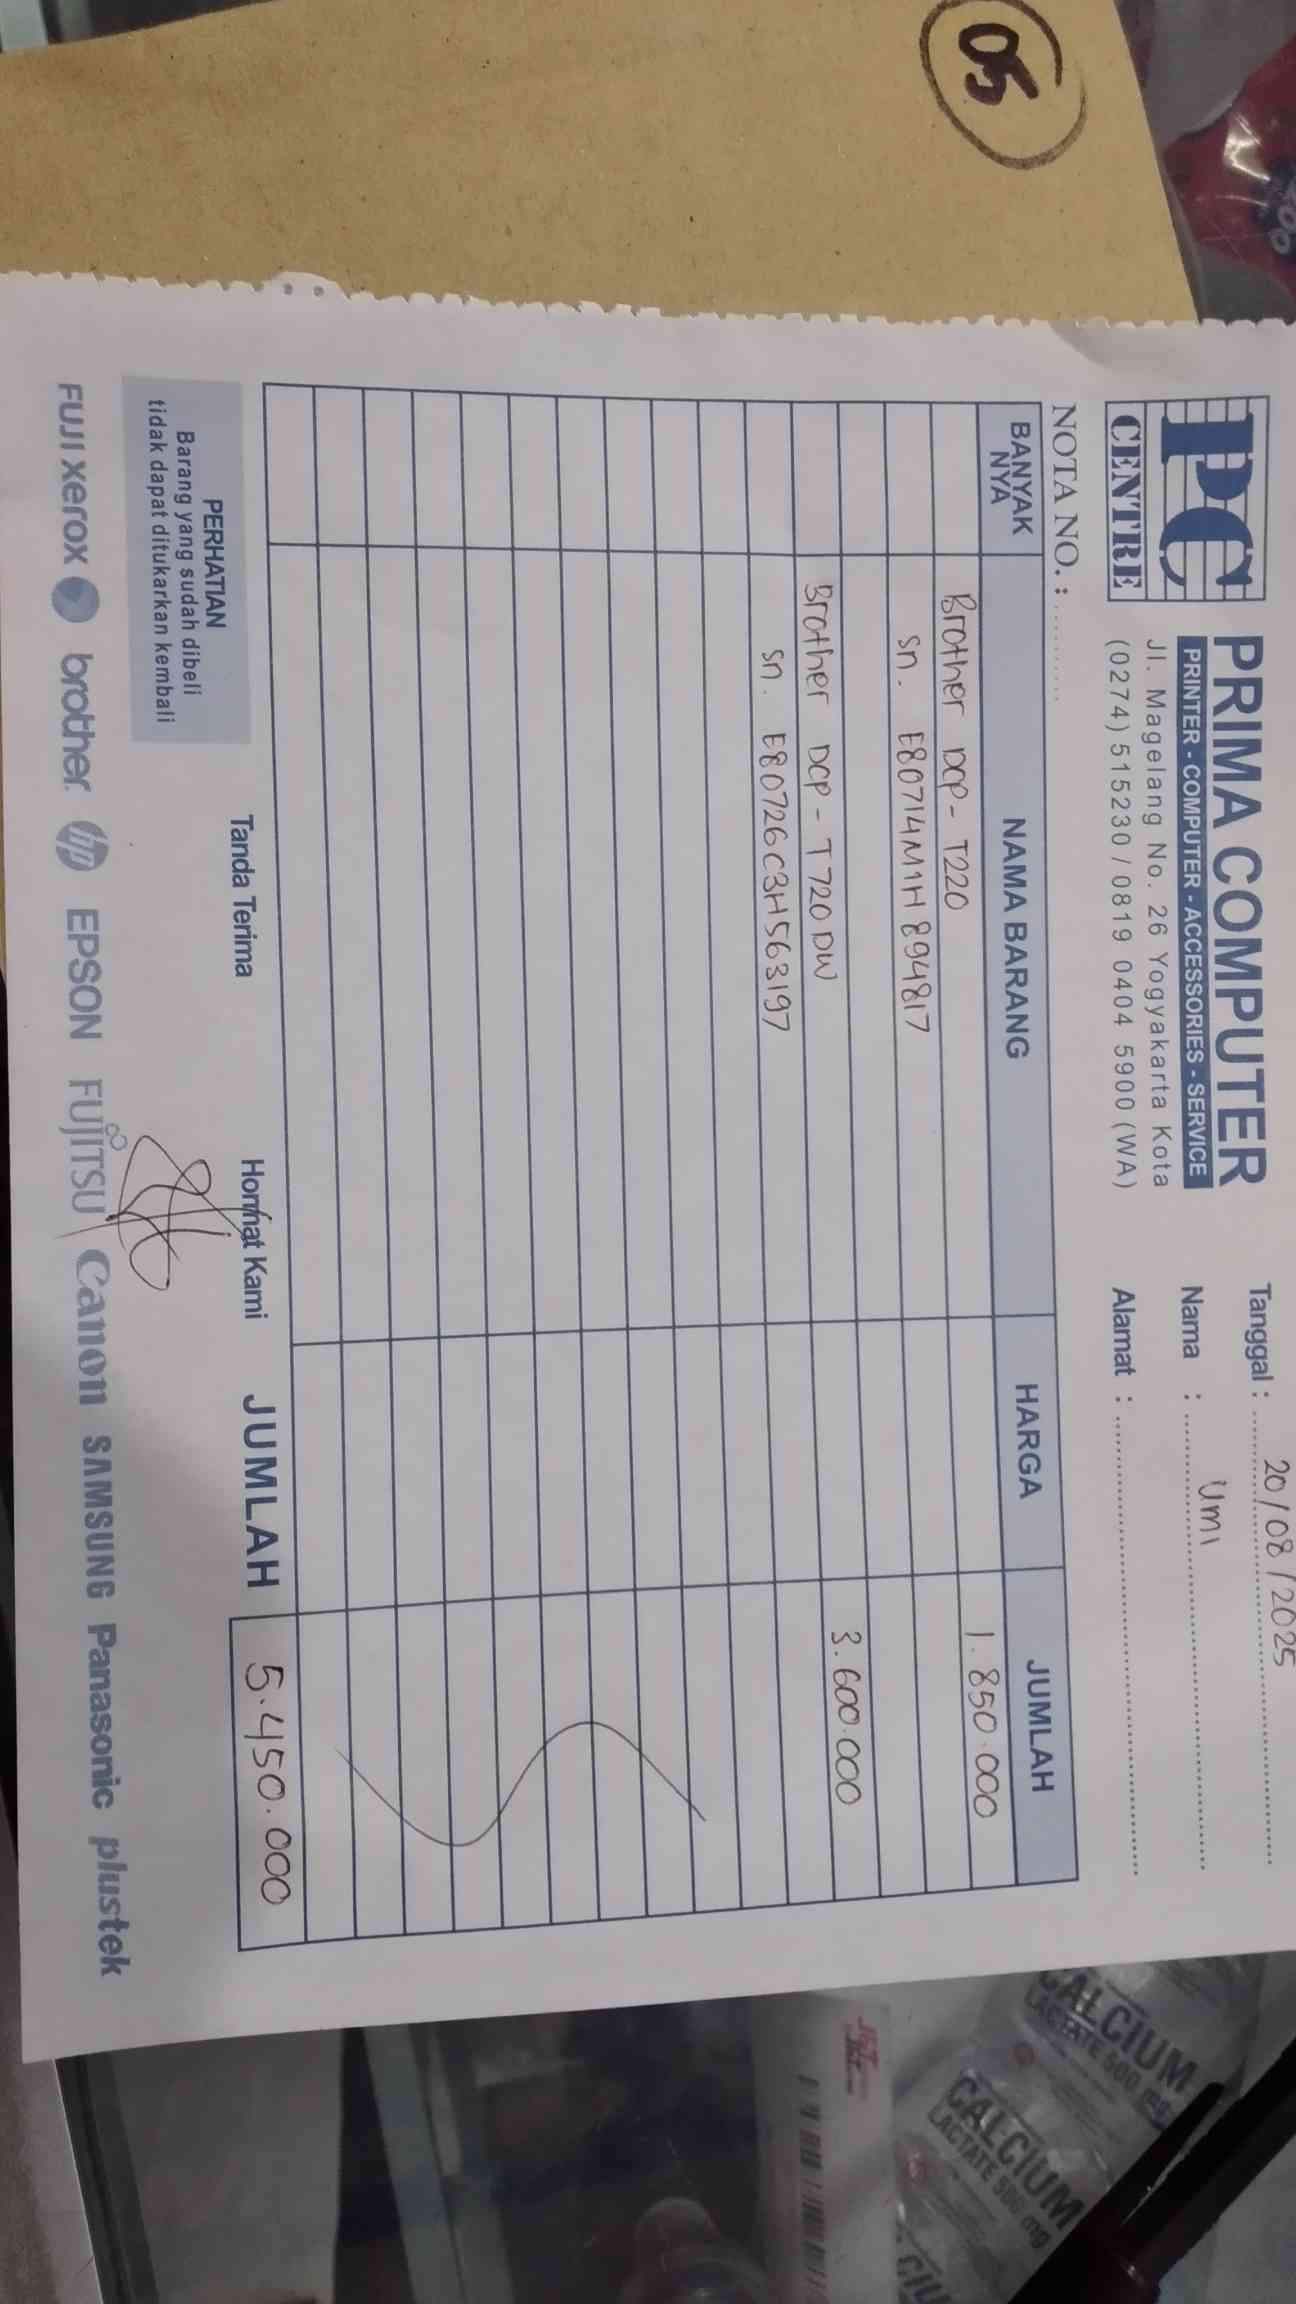 05
PC
CENTRE
PRIMA COMPUTER
PRINTER - COMPUTER - ACCESSORIES - SERVICE
Jl. Magelang No. 26 Yogyakarta Kota
(0274) 515230 / 0819 0404 5900 (WA)
Tanggal : 20/08/2025
Nama : Umi
Alamat :
NOTA NO. :
BANYAK NYA NAMA BARANG HARGA JUMLAH
Brother DCP- T220 1.850.000
Sn. E80714M1H894817
Brother DCP - T720DW 3.600.000
Sn. E80726C3H563197
PERHATIAN
Barang yang sudah dibeli
tidak dapat ditukarkan kembali
Tanda Terima
Hormat Kami
JUMLAH 5.450.000
FUJI xerox brother hp EPSON FUJITSU Canon SAMSUNG Panasonic plustek
CALCIUM
LACTATE 500 mg
CALCIUM
LACTATE 500 mg